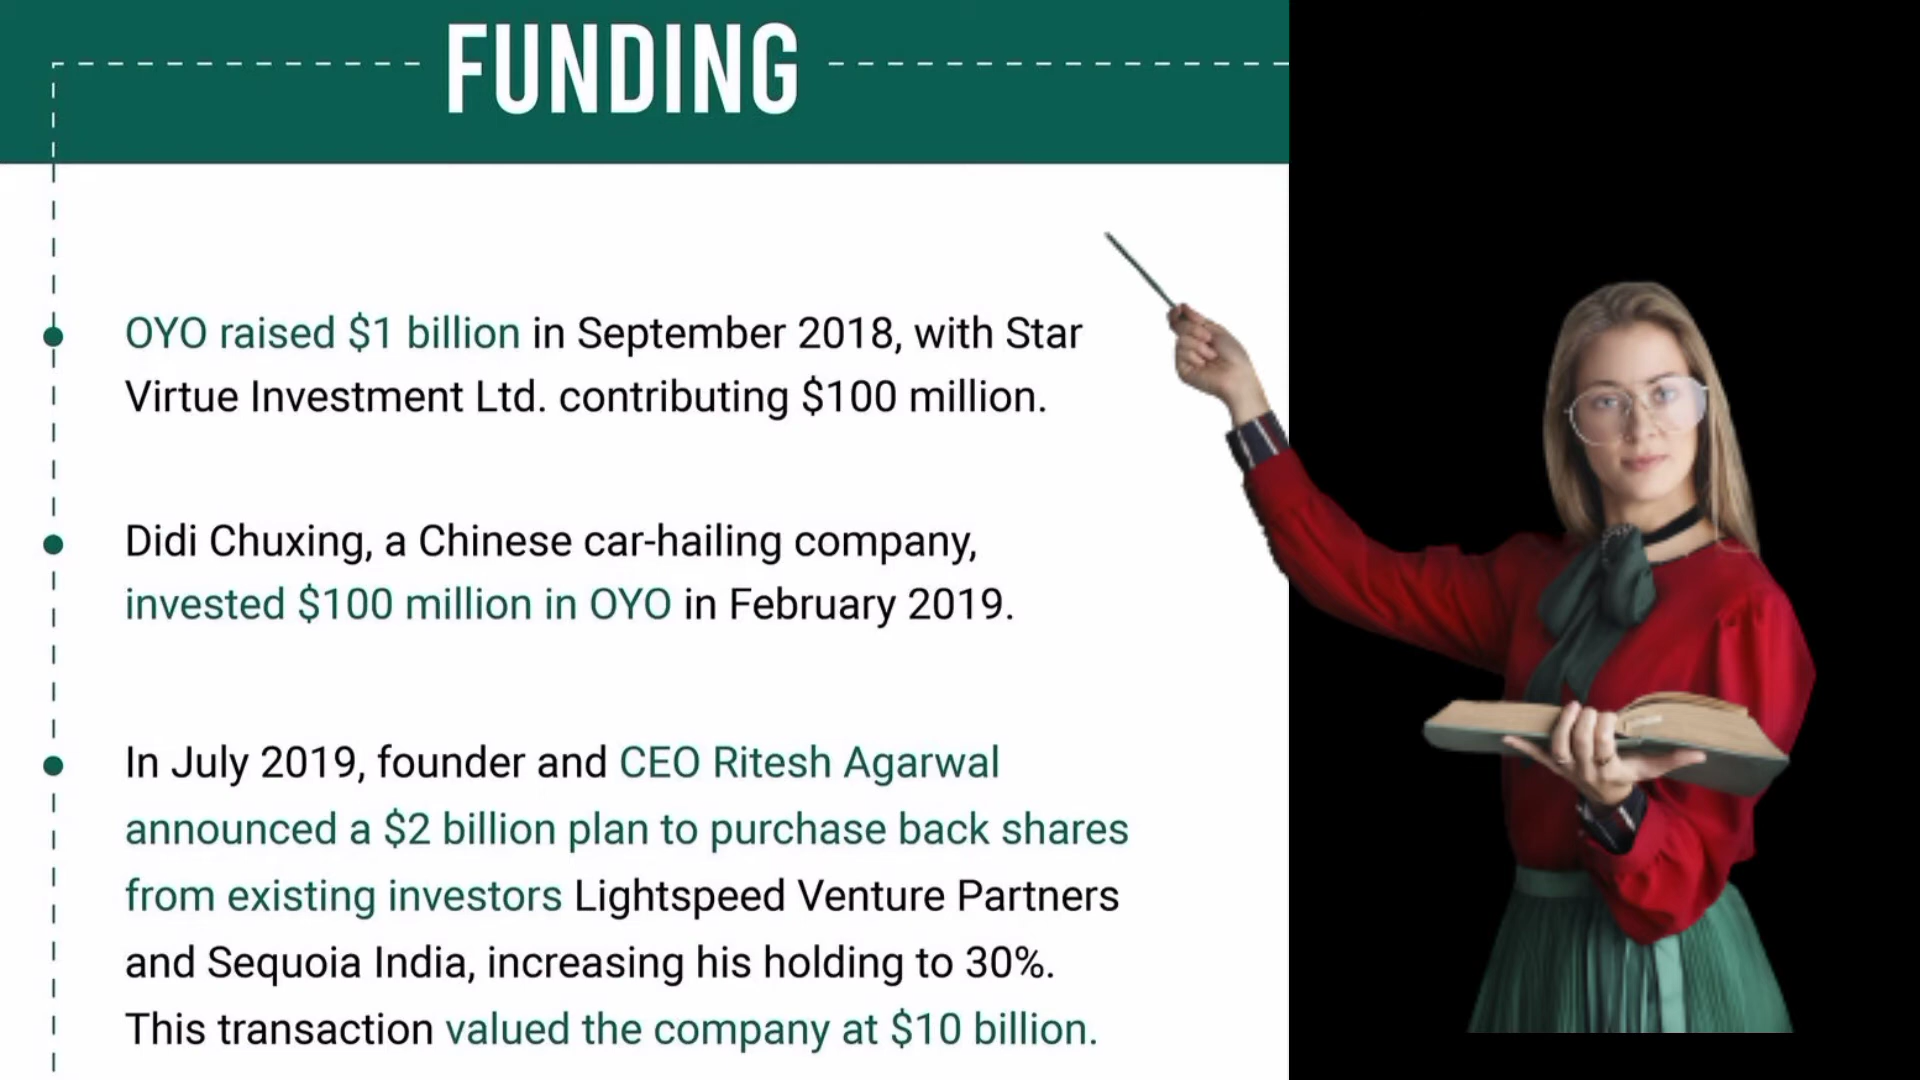 FUNDING
OYO raised $1 billion in September 2018, with Star
Virtue Investment Ltd. contributing $100 million.
Didi Chuxing, a Chinese car-hailing company,
invested $100 million in OYO in February 2019.
In July 2019, founder and CEO Ritesh Agarwal
announced a $2 billion plan to purchase back shares
from existing investors Lightspeed Venture Partners
and Sequoia India, increasing his holding to 30%.
This transaction valued the company at $10 billion.